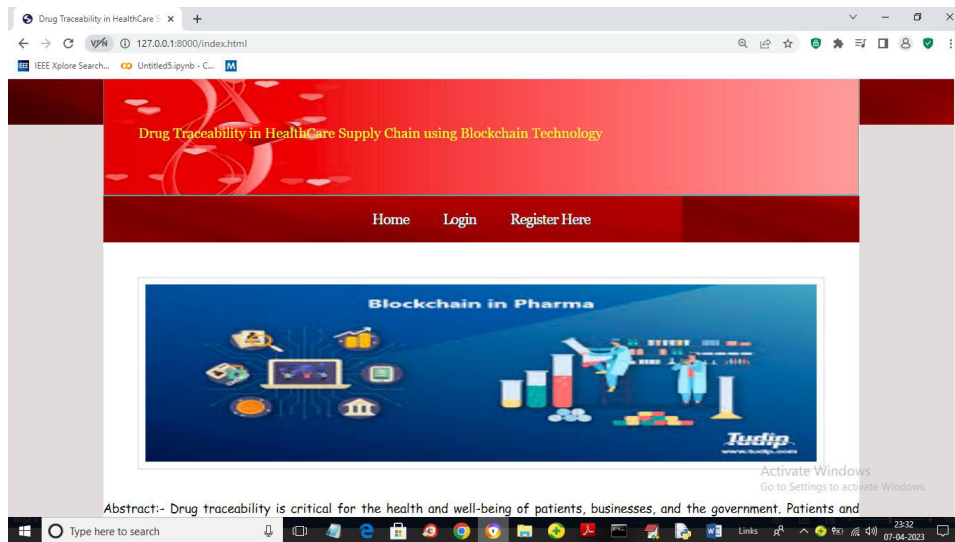 Drug Traceability in HealthCare S
127.0.0.1:8000/index.html
IEEE Xplore Search...
Untitled5.ipynb - C...
Drug Traceability in HealthCare Supply Chain using Blockchain Technology
Home Login Register Here
Blockchain in Pharma
Tudip
www.tudip.com
Activate Windows
Go to Settings to activate Windows.
Abstract:- Drug traceability is critical for the health and well-being of patients, businesses, and the government. Patients and
Type here to search
Links
23:32
07-04-2023